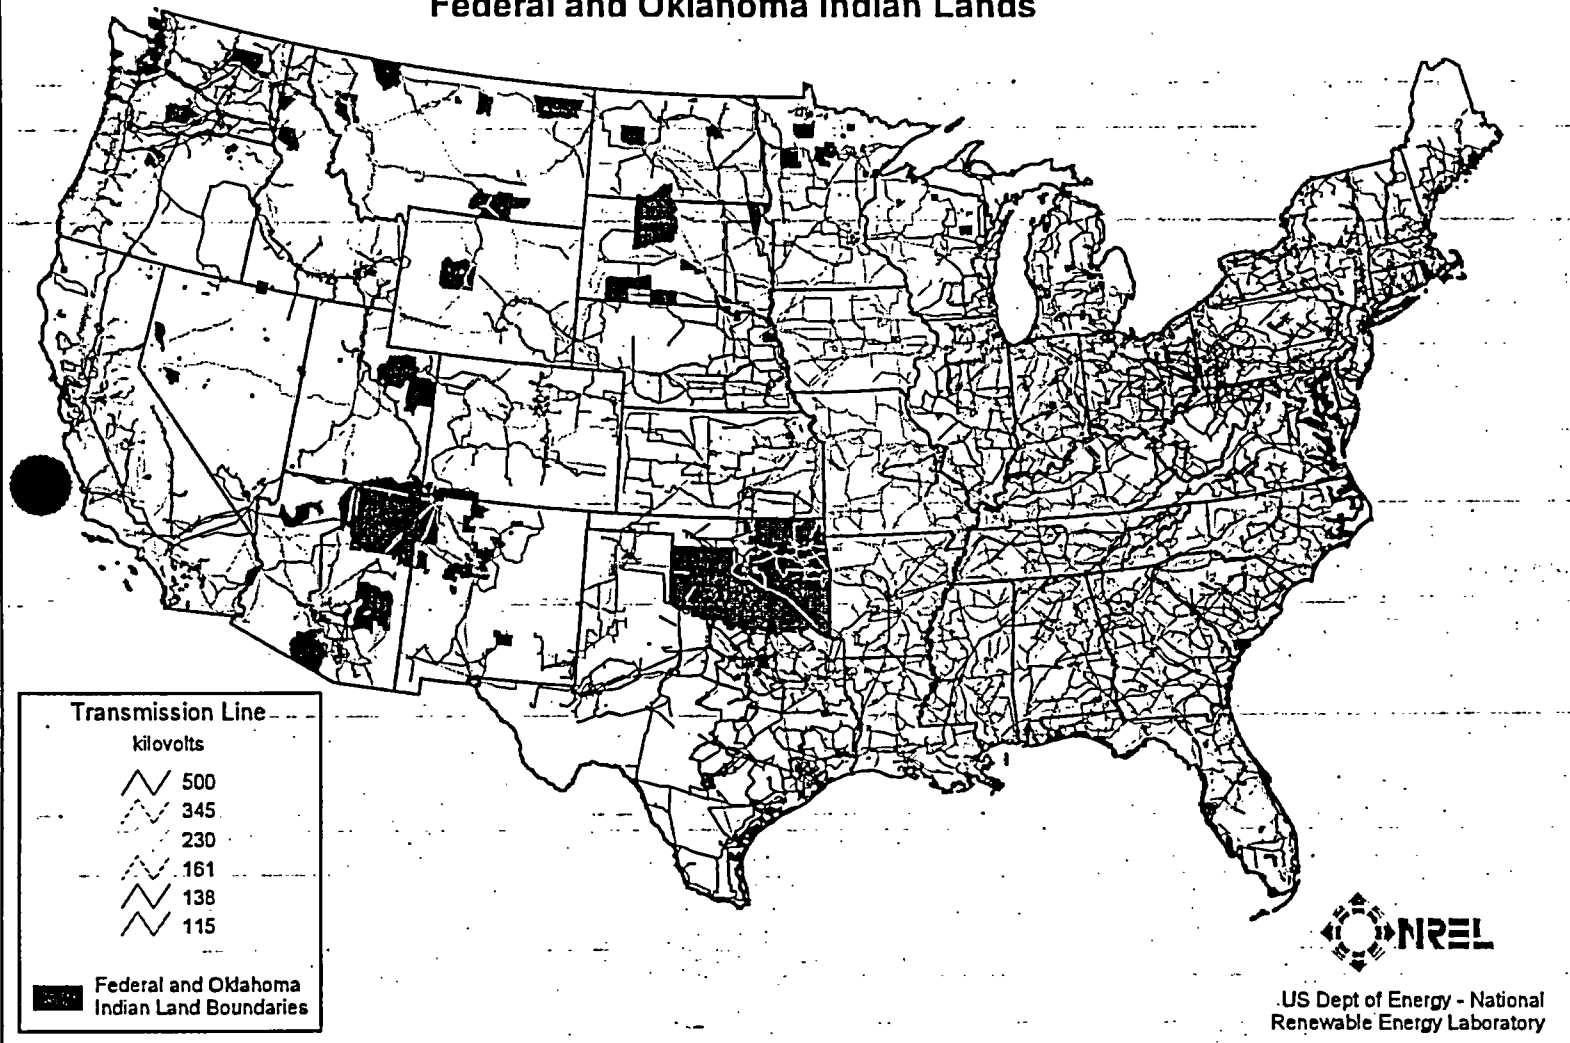 Federal and Oklahoma Indian Lands
Transmission Line
kilovolts
500
345
230
161
138
115
Federal and Oklahoma
Indian Land Boundaries
NREL
US Dept of Energy - National
Renewable Energy Laboratory